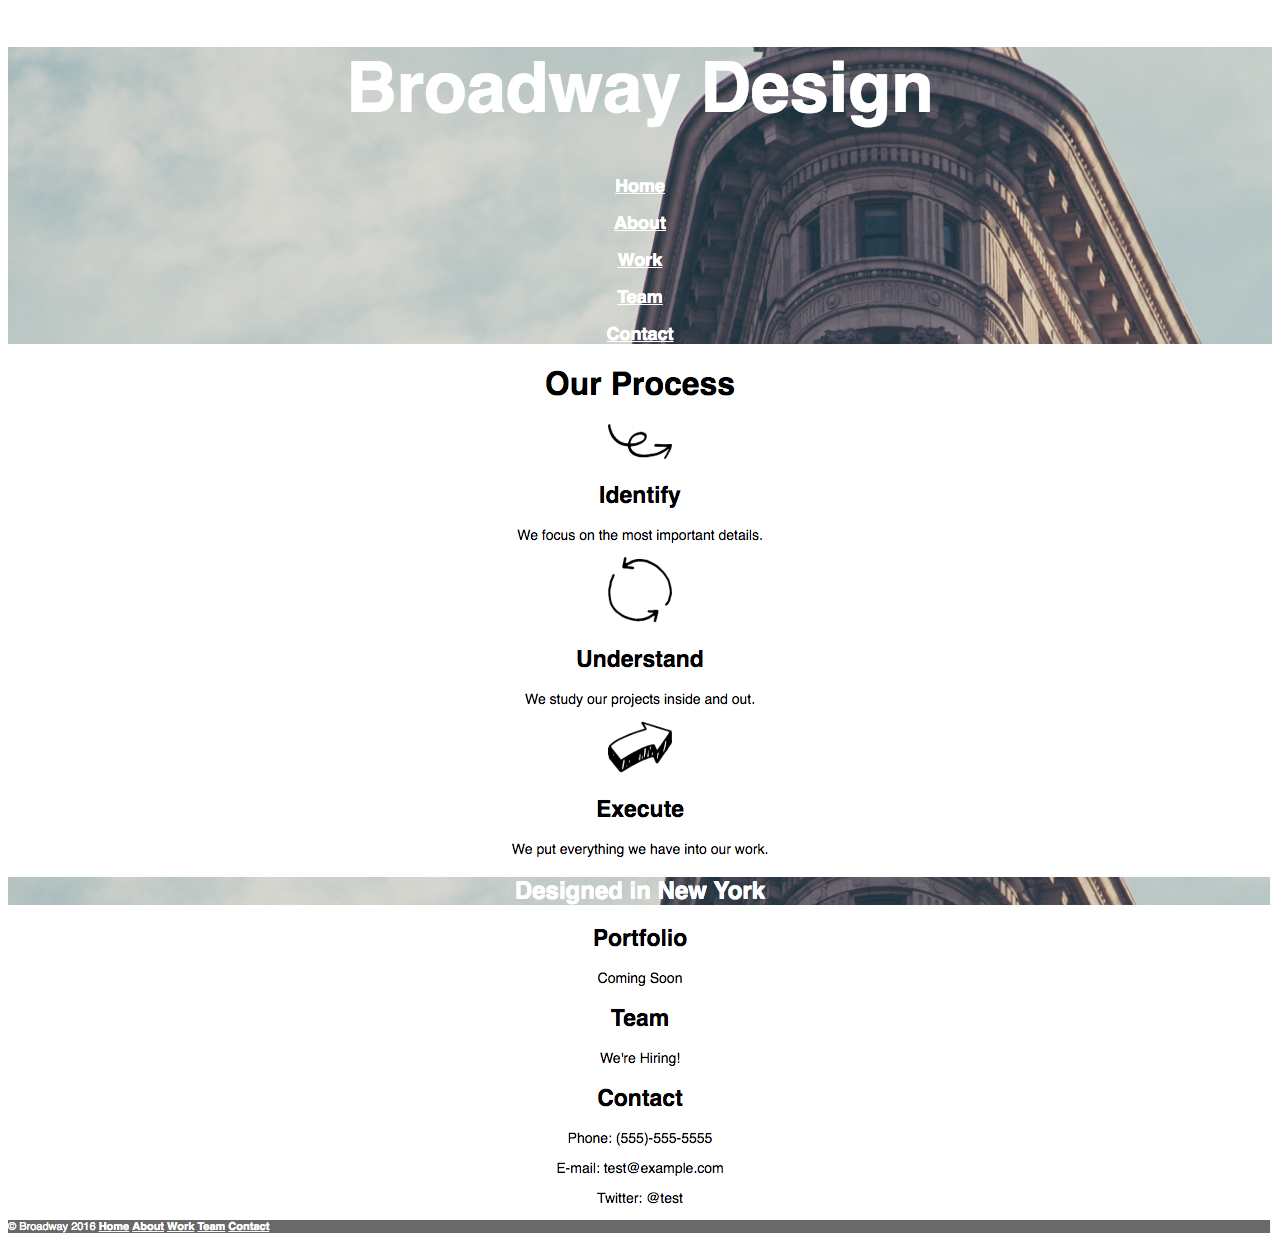 Broadway Design
Home
About
Work
Team
Contact
Our Process
Identify
We focus on the most important details.
Understand
We study our projects inside and out.
Execute
We put everything we have into our work.
Designed in New York
Portfolio
Coming Soon
Team
We're Hiring!
Contact
Phone: (555)-555-5555
E-mail: test@example.com
Twitter: @test
© Broadway 2016 Home About Work Team Contact